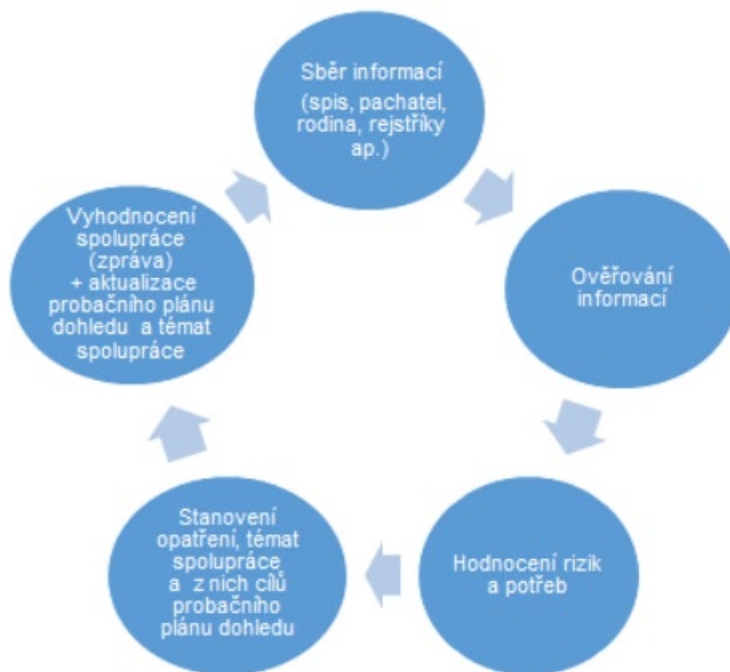 Sběr informací
(spis, pachatel,
rodina, rejstříky
ap.)
Ověřování
informací
Hodnocení rizik
a potřeb
Stanovení
opatření, témat
spolupráce
a z nich cílů
probačního
plánu dohledu
Vyhodnocení
spolupráce
(zpráva)
+ aktualizace
probačního plánu
dohledu a témat
spolupráce